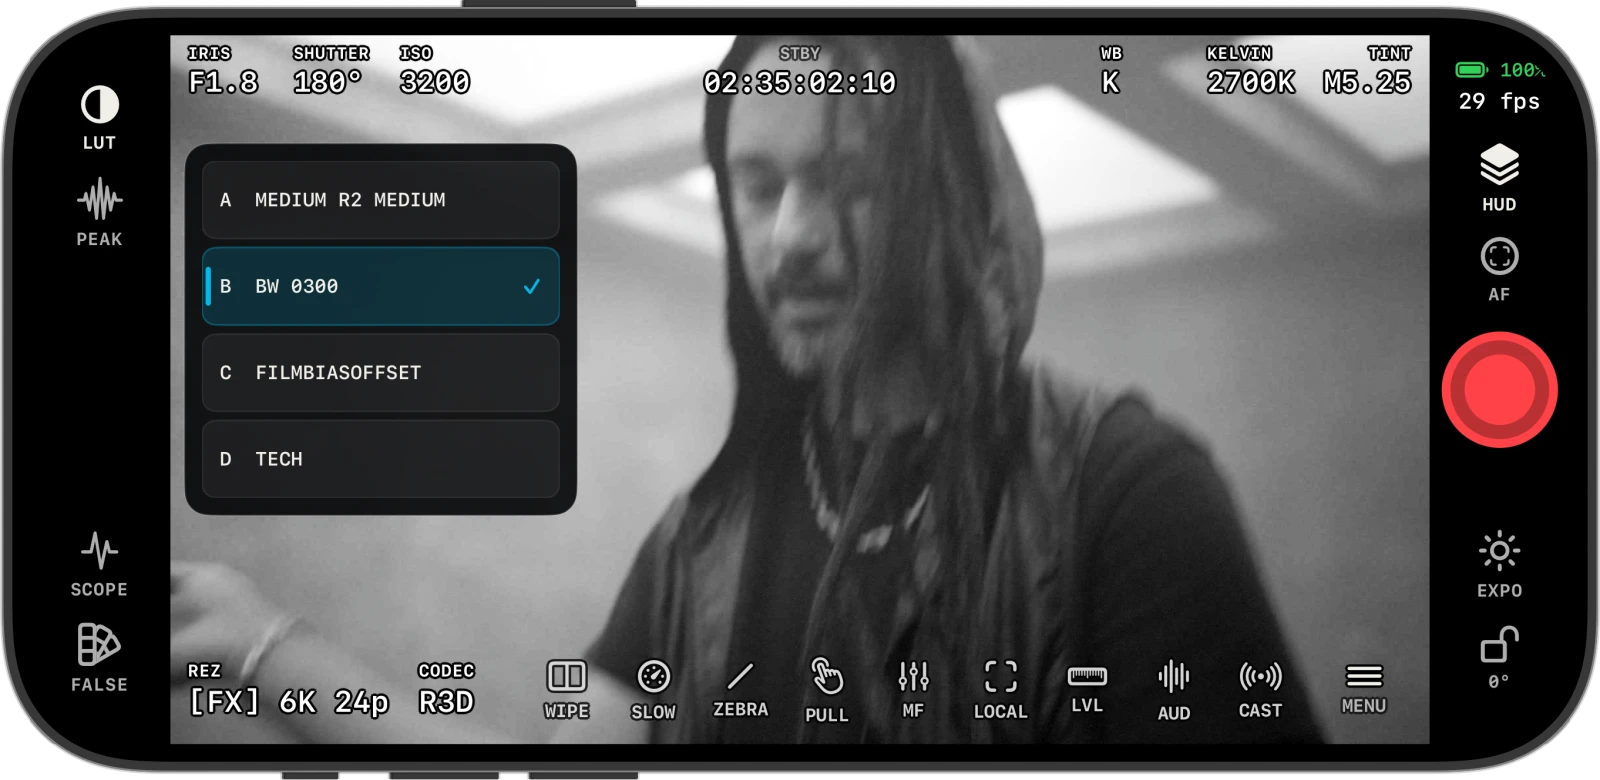 IRIS SHUTTER ISO
F1.8 180° 3200
STBY
02:35:02:10
WB KELVIN TINT
K 2700K M5.25
100%
29 fps
LUT
PEAK
SCOPE
FALSE
A MEDIUM R2 MEDIUM
B BW 0300
C FILMBIASOFFSET
D TECH
HUD
AF
EXPO
0°
REZ CODEC
[FX] 6K 24p R3D
WIPE SLOW ZEBRA PULL MF LOCAL LVL AUD CAST MENU